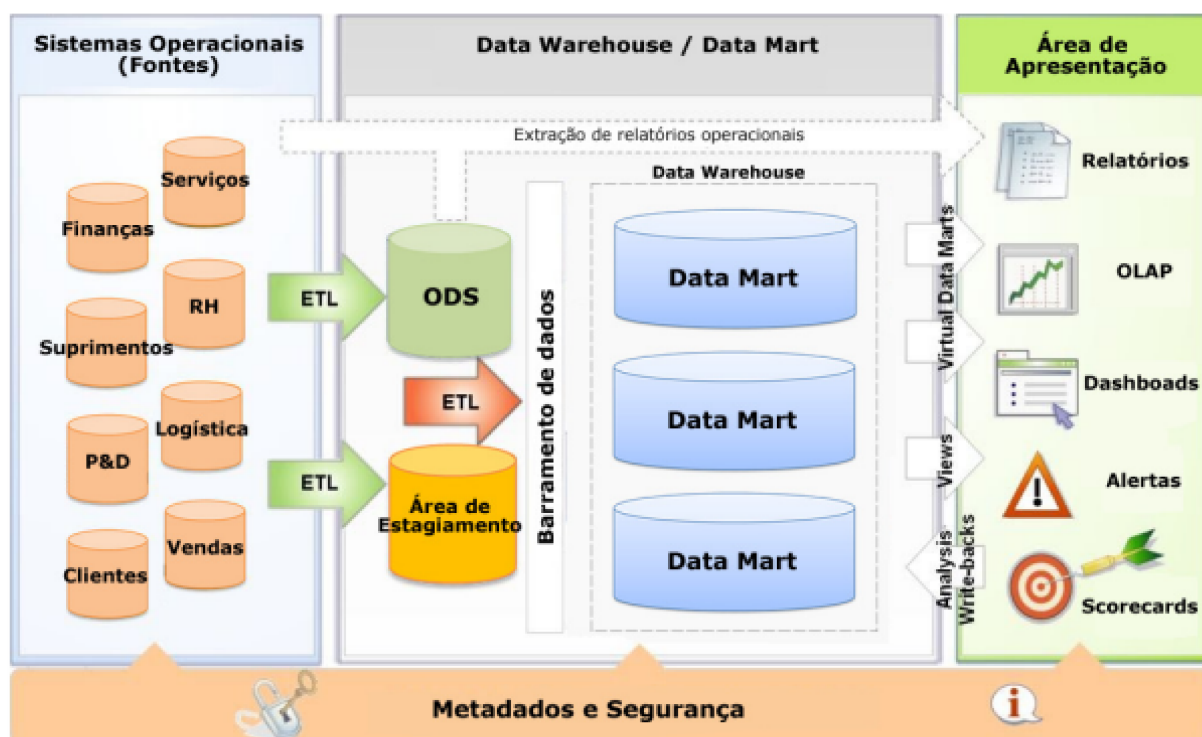 Sistemas Operacionais
(Fontes)
Data Warehouse / Data Mart
Área de
Apresentação
Extração de relatórios operacionais
Serviços
Finanças
RH
Suprimentos
Logística
P&D
Vendas
Clientes
ETL
ETL
ODS
ETL
Área de
Estagiamento
Barramento de dados
Data Warehouse
Data Mart
Data Mart
Data Mart
Virtual Data Marts
Views
Analysis
Write-backs
Relatórios
OLAP
Dashboads
Alertas
Scorecards
Metadados e Segurança